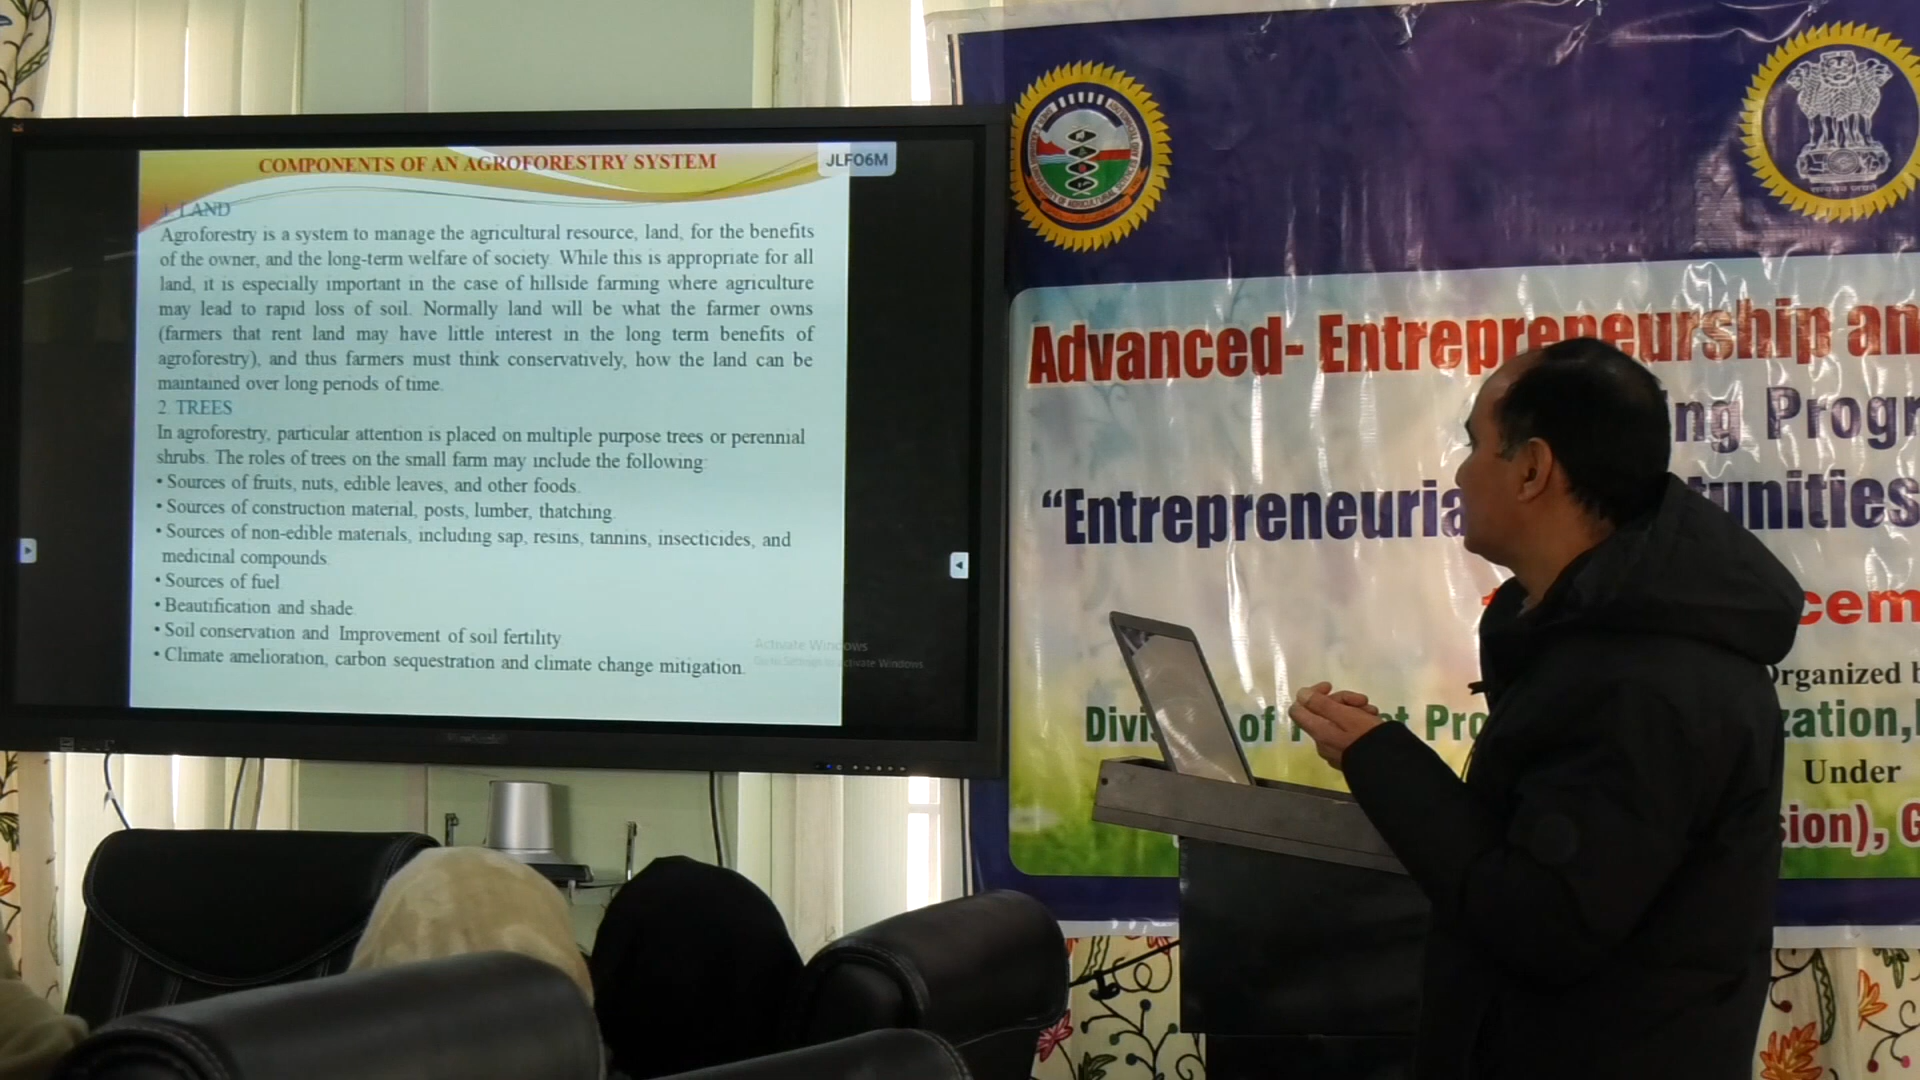 COMPONENTS OF AN AGROFORESTRY SYSTEM
JLFO6M
1. LAND
Agroforestry is a system to manage the agricultural resource, land, for the benefits
of the owner, and the long-term welfare of society. While this is appropriate for all
land, it is especially important in the case of hillside farming where agriculture
may lead to rapid loss of soil. Normally land will be what the farmer owns
(farmers that rent land may have little interest in the long term benefits of
agroforestry), and thus farmers must think conservatively, how the land can be
maintained over long periods of time.
2. TREES
In agroforestry, particular attention is placed on multiple purpose trees or perennial
shrubs. The roles of trees on the small farm may include the following:
• Sources of fruits, nuts, edible leaves, and other foods.
• Sources of construction material, posts, lumber, thatching.
• Sources of non-edible materials, including sap, resins, tannins, insecticides, and
medicinal compounds.
• Sources of fuel.
• Beautification and shade.
• Soil conservation and Improvement of soil fertility
• Climate amelioration, carbon sequestration and climate change mitigation.
Activate Windows
Go to Settings to activate Windows.
Advanced- Entrepreneurship an
ng Progr
"Entrepreneuria tunities
cem
Organized b
Divi of Pro zation,
Under
sion), G